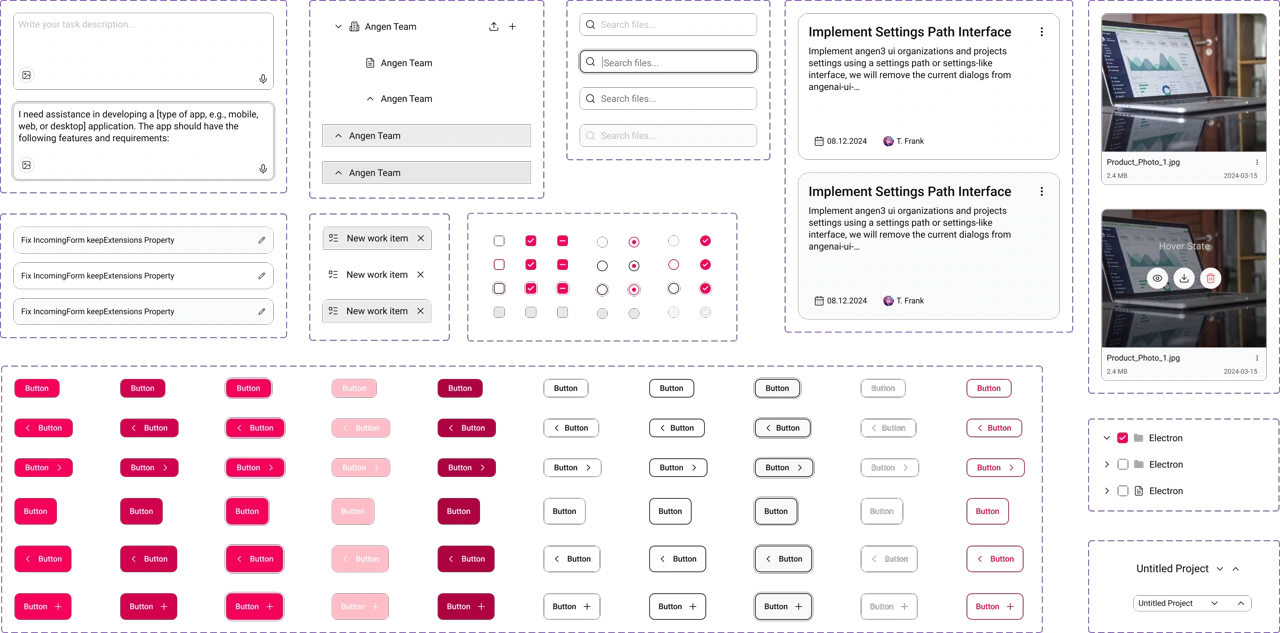 Write your task description...
I need assistance in developing a [type of app, e.g., mobile,
web, or desktop] application. The app should have the
following features and requirements:
Angen Team
Angen Team
Angen Team
Angen Team
Angen Team
Search files...
Search files...
Search files...
Search files...
Implement Settings Path Interface
Implement angen3 ui organizations and projects
settings using a settings path or settings-like
interface, we will remove the current dialogs from
angenai-ui-...
08.12.2024 T. Frank
Implement Settings Path Interface
Implement angen3 ui organizations and projects
settings using a settings path or settings-like
interface, we will remove the current dialogs from
angenai-ui-...
08.12.2024 T. Frank
Product_Photo_1.jpg
2.4 MB 2024-03-15
Hover State
Product_Photo_1.jpg
2.4 MB 2024-03-15
Fix IncomingForm keepExtensions Property
Fix IncomingForm keepExtensions Property
Fix IncomingForm keepExtensions Property
New work item
New work item
New work item
Button Button Button Button Button Button Button Button Button Button
Button Button Button Button Button Button Button Button Button Button
Button Button Button Button Button Button Button Button Button Button
Button Button Button Button Button Button Button Button Button Button
Button Button Button Button Button Button Button Button Button Button
Button Button Button Button Button Button Button Button Button Button
Electron
Electron
Electron
Untitled Project
Untitled Project